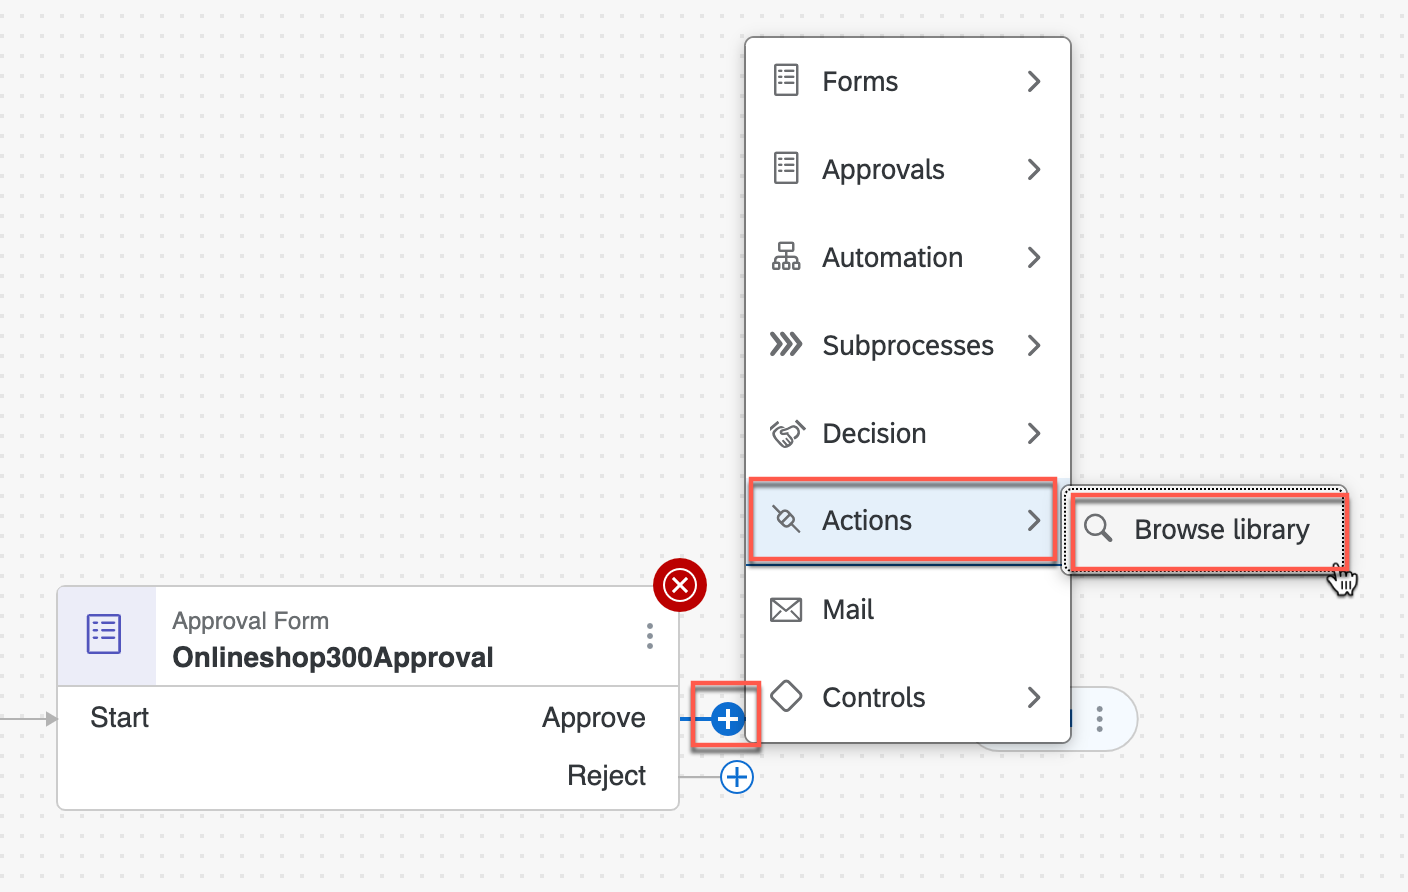 Forms
Approvals
Automation
Subprocesses
Decision
Actions
Browse library
Mail
Controls
Approval Form
Onlineshop300Approval
Start
Approve
Reject